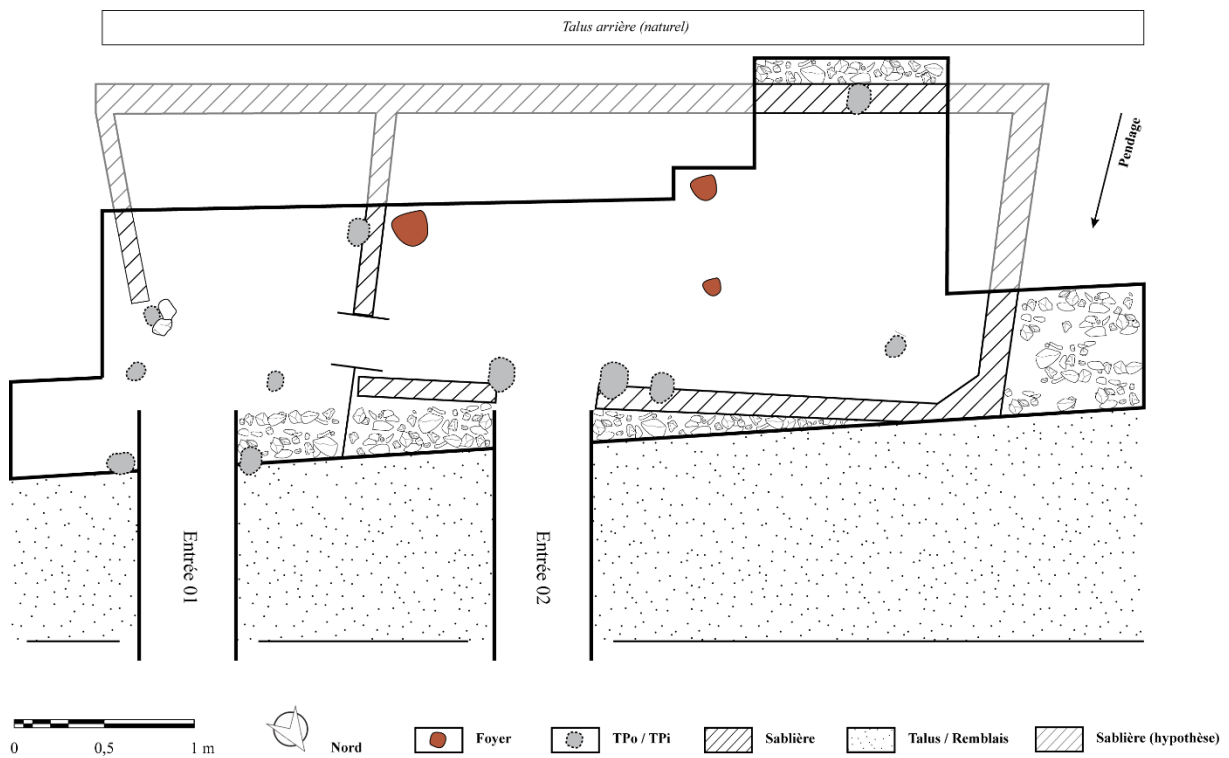 Talus arrière (naturel)
Pendage
Entrée 01
Entrée 02
0
0,5
1 m
Nord
Foyer
TPo / TPi
Sablière
Talus / Remblais
Sablière (hypothèse)